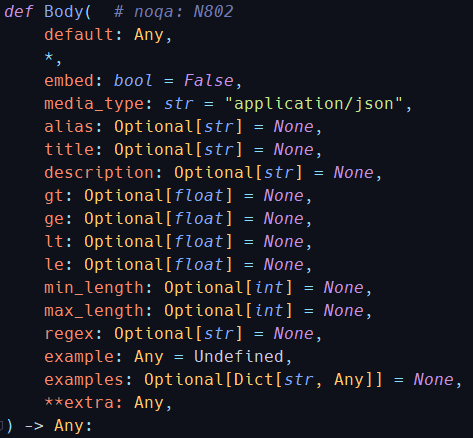 def Body(  # noqa: N802
    default: Any,
    *,
    embed: bool = False,
    media_type: str = "application/json",
    alias: Optional[str] = None,
    title: Optional[str] = None,
    description: Optional[str] = None,
    gt: Optional[float] = None,
    ge: Optional[float] = None,
    lt: Optional[float] = None,
    le: Optional[float] = None,
    min_length: Optional[int] = None,
    max_length: Optional[int] = None,
    regex: Optional[str] = None,
    example: Any = Undefined,
    examples: Optional[Dict[str, Any]] = None,
    **extra: Any,
) -> Any: